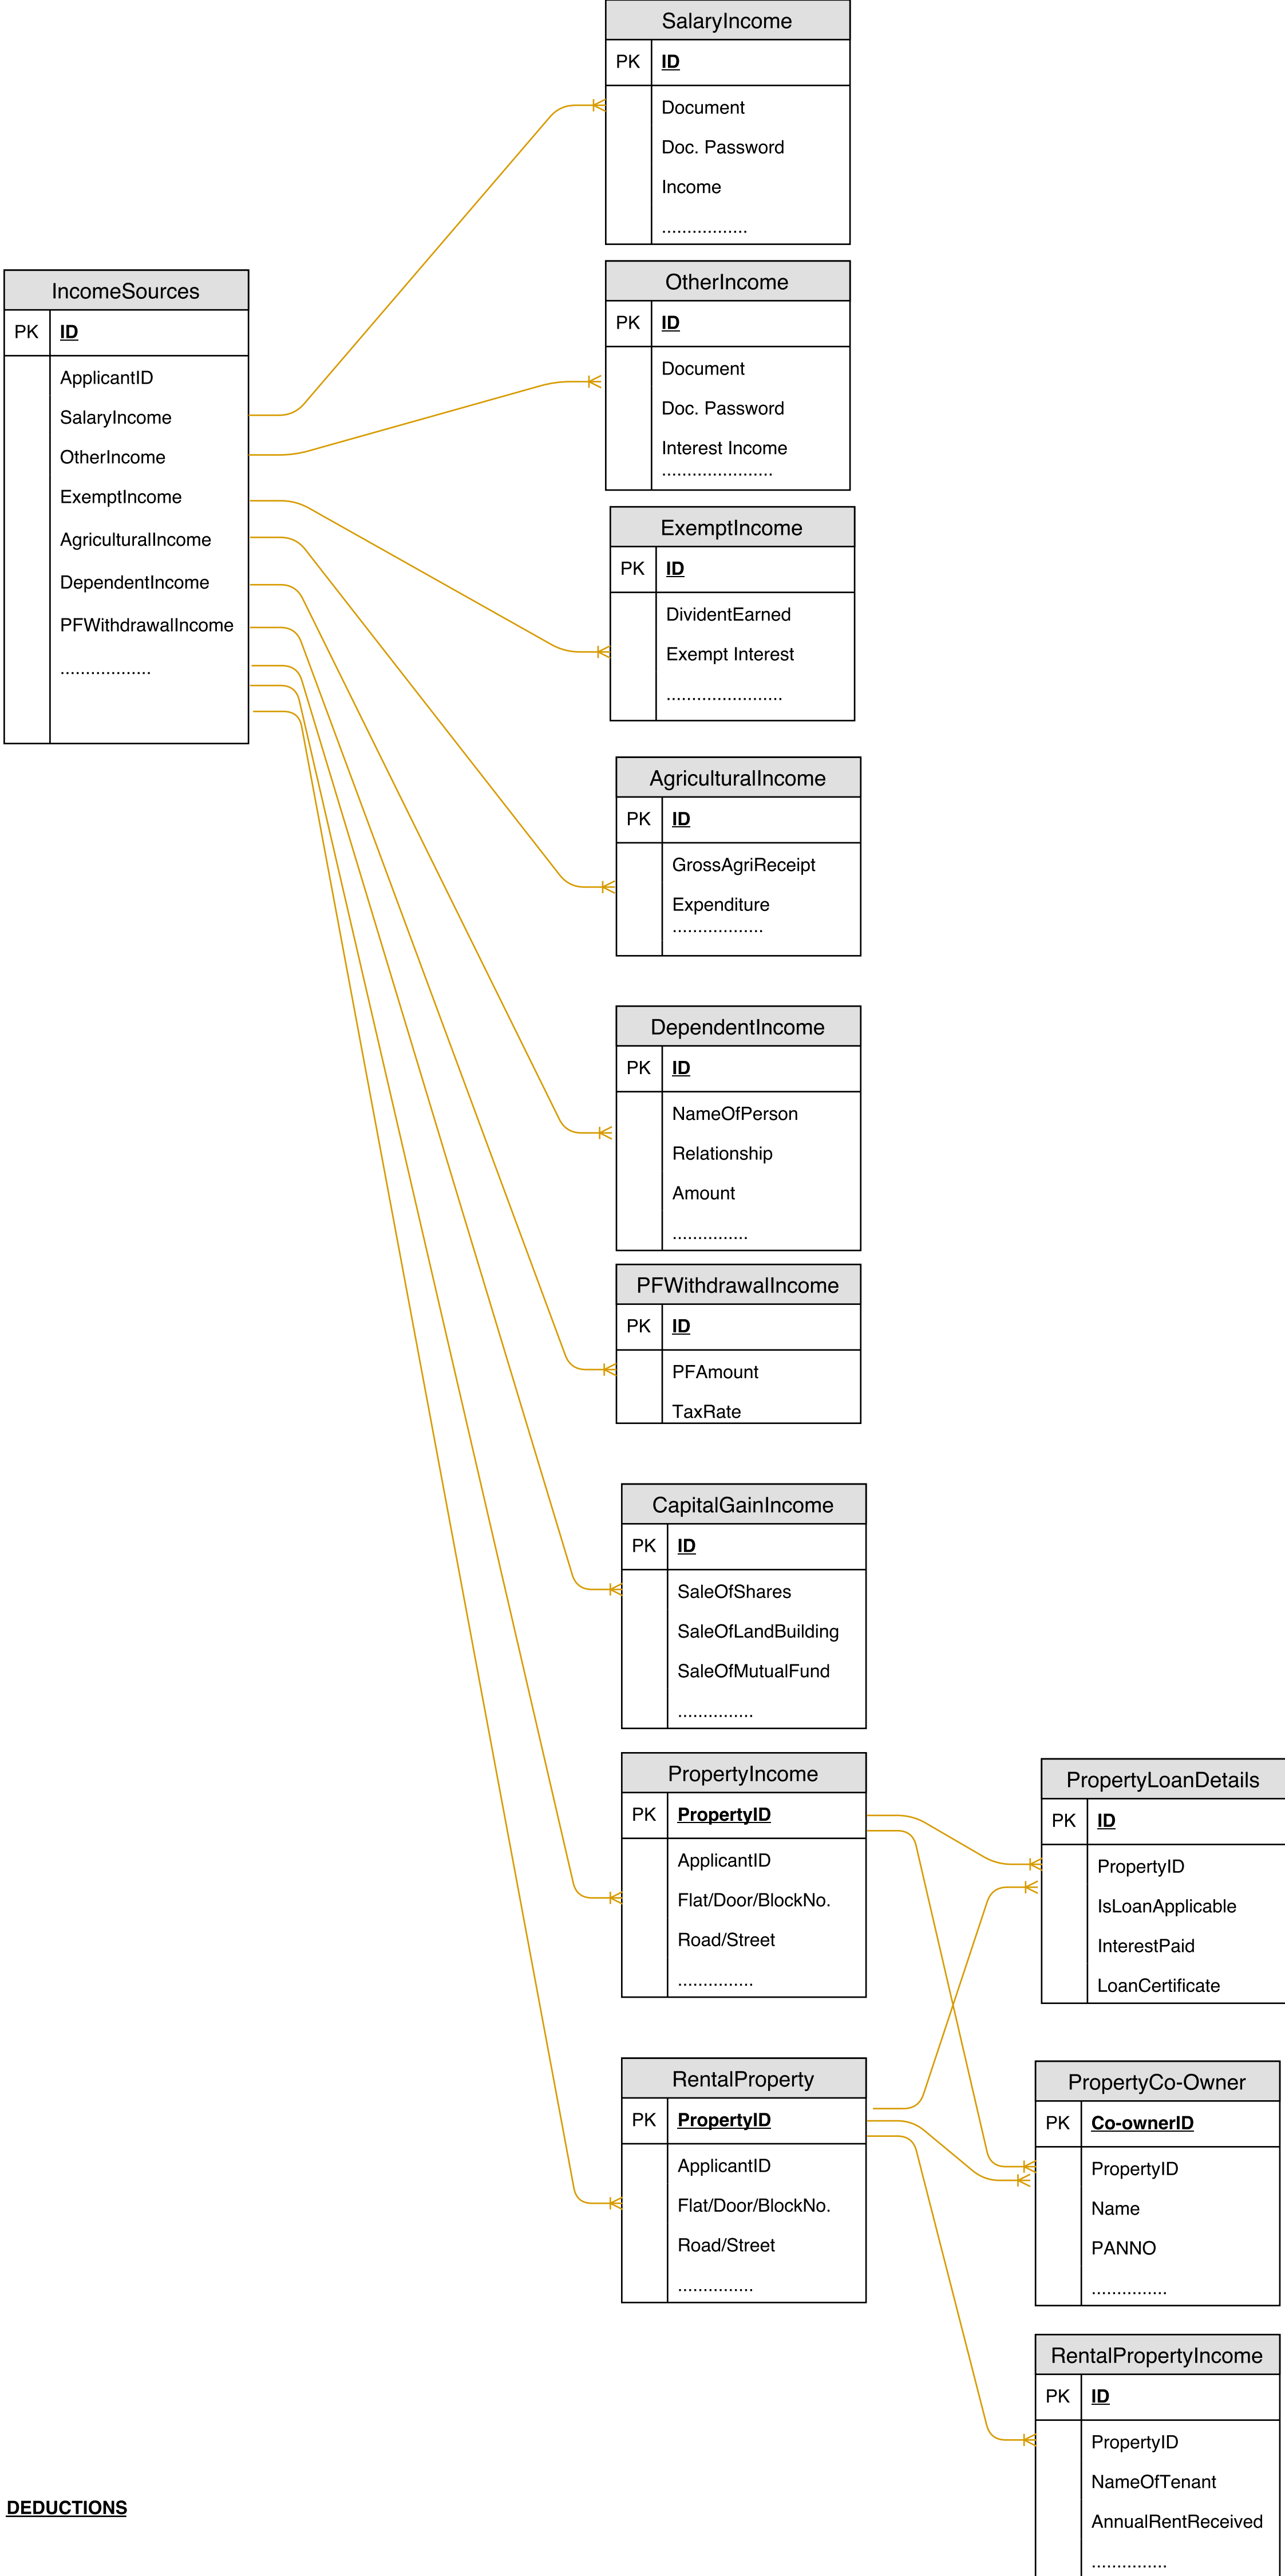 SalaryIncome
PK ID
Document
Doc. Password
Income
.................
IncomeSources
PK ID
ApplicantID
SalaryIncome
OtherIncome
ExemptIncome
AgriculturalIncome
DependentIncome
PFWithdrawalIncome
..................
OtherIncome
PK ID
Document
Doc. Password
Interest Income
......................
ExemptIncome
PK ID
DividentEarned
Exempt Interest
.......................
AgriculturalIncome
PK ID
GrossAgriReceipt
Expenditure
..................
DependentIncome
PK ID
NameOfPerson
Relationship
Amount
...............
PFWithdrawalIncome
PK ID
PFAmount
TaxRate
CapitalGainIncome
PK ID
SaleOfShares
SaleOfLandBuilding
SaleOfMutualFund
...............
PropertyIncome
PK PropertyID
ApplicantID
Flat/Door/BlockNo.
Road/Street
...............
PropertyLoanDetails
PK ID
PropertyID
IsLoanApplicable
InterestPaid
LoanCertificate
RentalProperty
PK PropertyID
ApplicantID
Flat/Door/BlockNo.
Road/Street
...............
PropertyCo-Owner
PK Co-ownerID
PropertyID
Name
PANNO
...............
RentalPropertyIncome
PK ID
PropertyID
NameOfTenant
AnnualRentReceived
...............
DEDUCTIONS